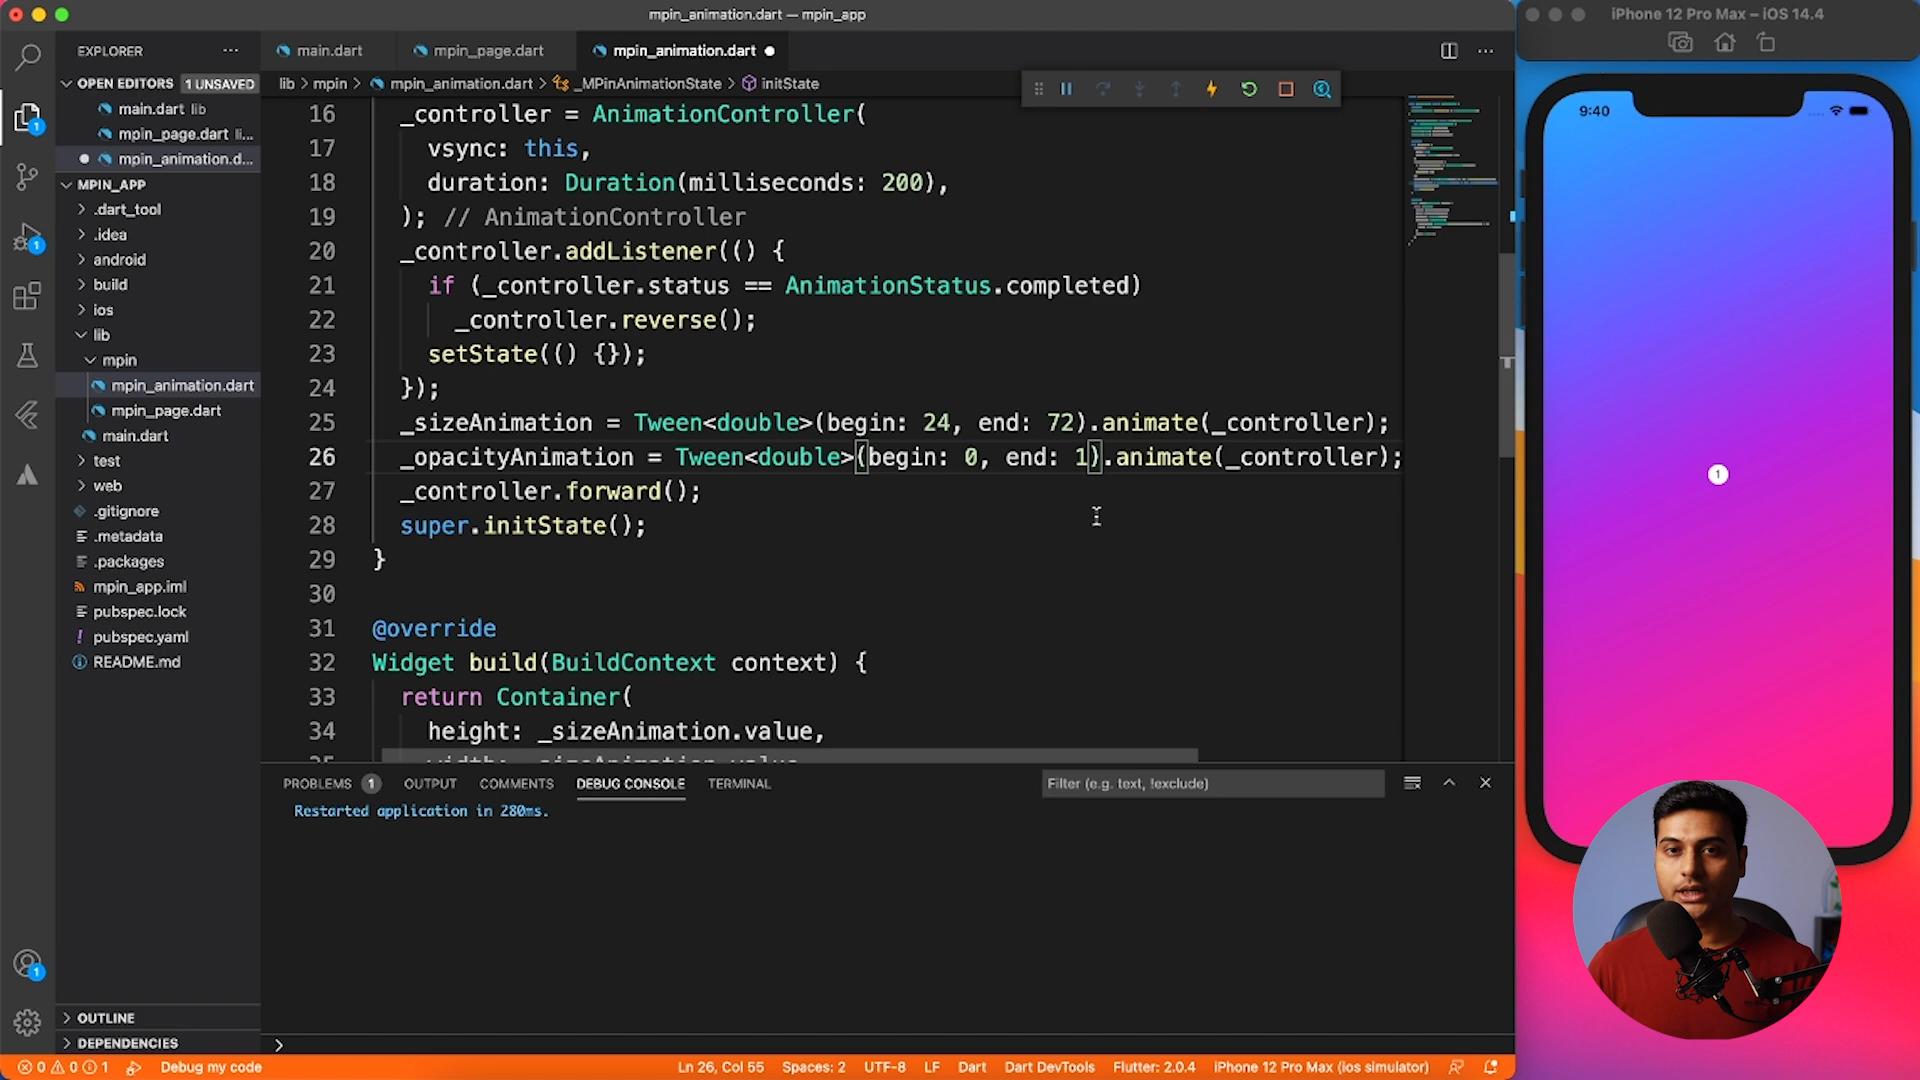 mpin_animation.dart — mpin_app
iPhone 12 Pro Max – iOS 14.4
EXPLORER
main.dart
mpin_page.dart
mpin_animation.dart
OPEN EDITORS
1 UNSAVED
lib > mpin > mpin_animation.dart > _MPinAnimationState > initState
main.dart lib
mpin_page.dart li...
mpin_animation.d...
MPIN_APP
.dart_tool
.idea
android
build
ios
lib
mpin
mpin_animation.dart
mpin_page.dart
main.dart
test
web
.gitignore
.metadata
.packages
mpin_app.iml
pubspec.lock
pubspec.yaml
README.md
OUTLINE
DEPENDENCIES
16 _controller = AnimationController(
17 vsync: this,
18 duration: Duration(milliseconds: 200),
19 ); // AnimationController
20 _controller.addListener(() {
21 if (_controller.status == AnimationStatus.completed)
22 _controller.reverse();
23 setState(() {});
24 });
25 _sizeAnimation = Tween<double>(begin: 24, end: 72).animate(_controller);
26 _opacityAnimation = Tween<double>(begin: 0, end: 1).animate(_controller);
27 _controller.forward();
28 super.initState();
29 }
30
31 @override
32 Widget build(BuildContext context) {
33 return Container(
34 height: _sizeAnimation.value,
PROBLEMS 1 OUTPUT COMMENTS DEBUG CONSOLE TERMINAL
Filter (e.g. text, !exclude)
Restarted application in 280ms.
9:40
1
0 0 1 Debug my code
Ln 26, Col 55 Spaces: 2 UTF-8 LF Dart Dart DevTools Flutter: 2.0.4 iPhone 12 Pro Max (ios simulator)